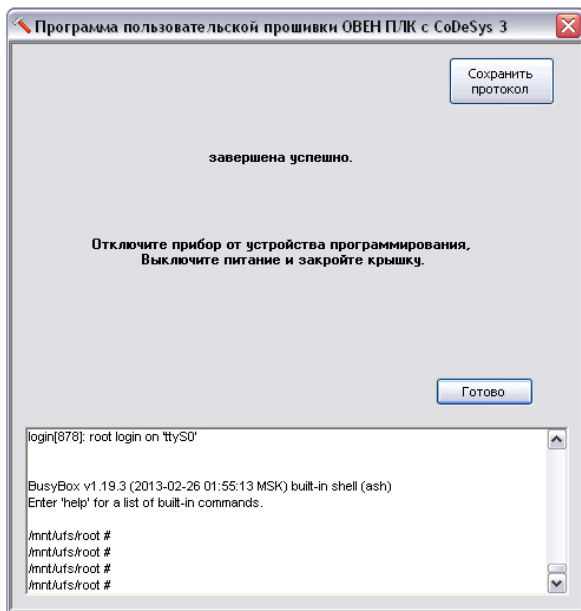 Программа пользовательской прошивки ОВЕН ПЛК с CoDeSys 3
Сохранить
протокол
завершена успешно.
Отключите прибор от устройства программирования,
Выключите питание и закройте крышку.
Готово
login[878]: root login on 'ttyS0'
BusyBox v1.19.3 (2013-02-26 01:55:13 MSK) built-in shell (ash)
Enter 'help' for a list of built-in commands.
/mnt/ufs/root #
/mnt/ufs/root #
/mnt/ufs/root #
/mnt/ufs/root #